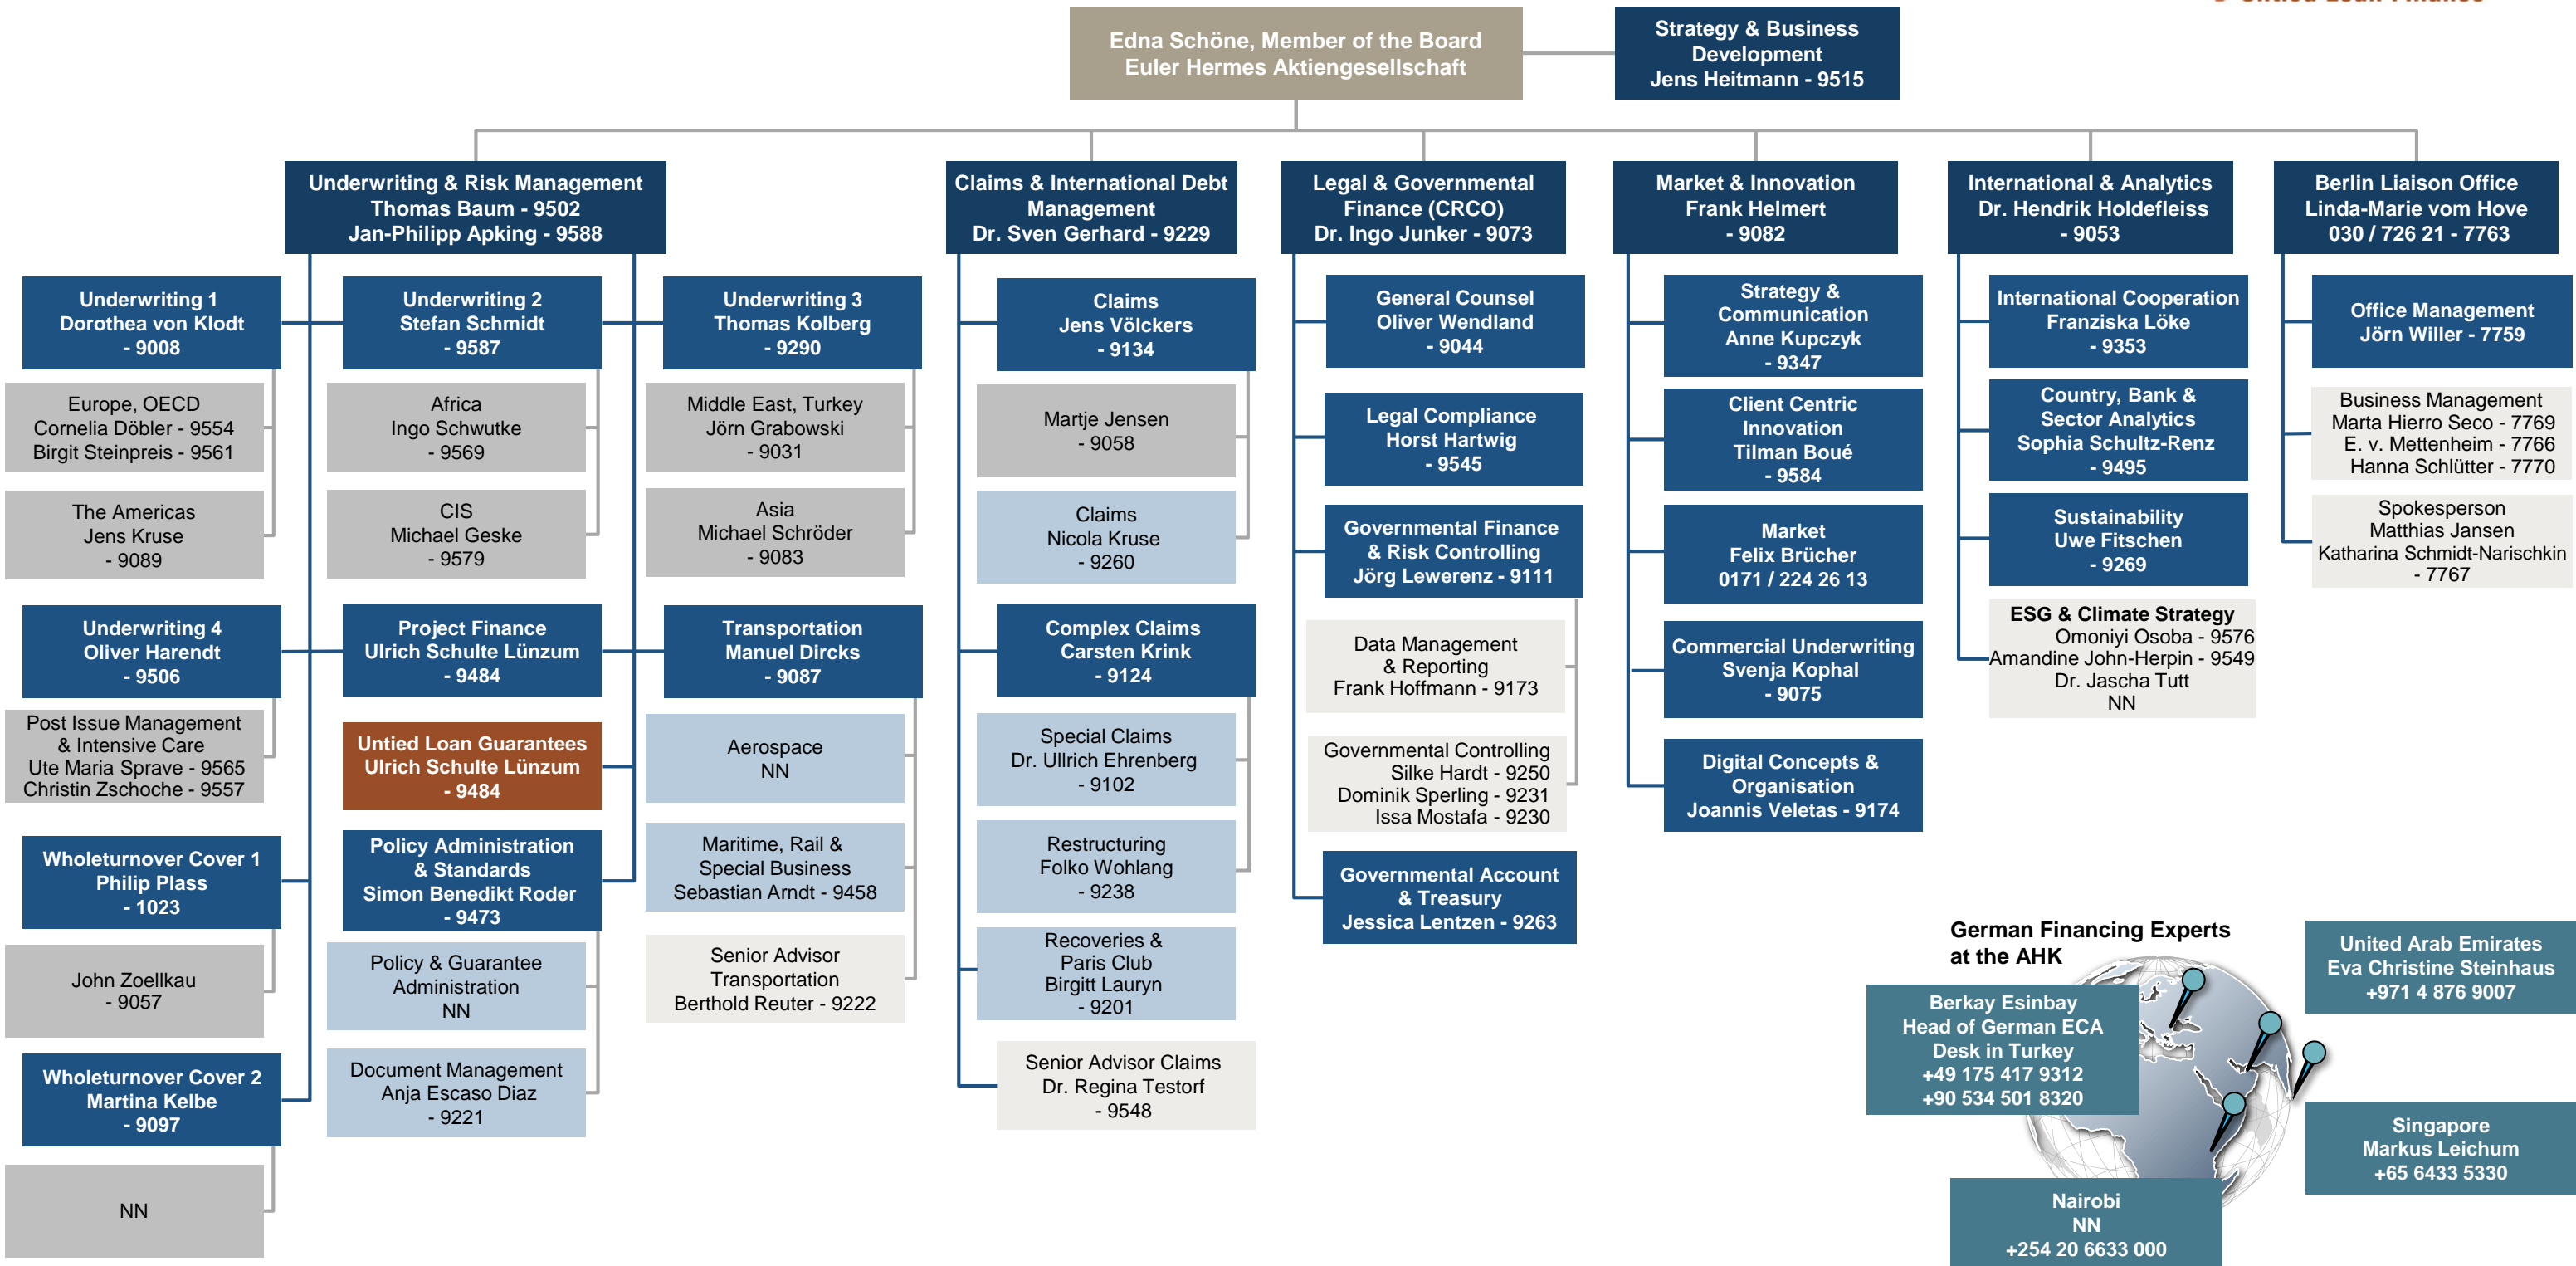 Untied Loan Finance
Edna Schöne, Member of the Board
Euler Hermes Aktiengesellschaft
Strategy & Business
Development
Jens Heitmann - 9515
Underwriting & Risk Management
Thomas Baum - 9502
Jan-Philipp Apking - 9588
Underwriting 1
Dorothea von Klodt
- 9008
Europe, OECD
Cornelia Döbler - 9554
Birgit Steinpreis - 9561
The Americas
Jens Kruse
- 9089
Underwriting 2
Stefan Schmidt
- 9587
Africa
Ingo Schwutke
- 9569
CIS
Michael Geske
- 9579
Underwriting 3
Thomas Kolberg
- 9290
Middle East, Turkey
Jörn Grabowski
- 9031
Asia
Michael Schröder
- 9083
Underwriting 4
Oliver Harendt
- 9506
Post Issue Management
& Intensive Care
Ute Maria Sprave - 9565
Christin Zschoche - 9557
Project Finance
Ulrich Schulte Lünzum
- 9484
Untied Loan Guarantees
Ulrich Schulte Lünzum
- 9484
Transportation
Manuel Dircks
- 9087
Aerospace
NN
Maritime, Rail &
Special Business
Sebastian Arndt - 9458
Senior Advisor
Transportation
Berthold Reuter - 9222
Wholeturnover Cover 1
Philip Plass
- 1023
John Zoellkau
- 9057
Wholeturnover Cover 2
Martina Kelbe
- 9097
NN
Policy Administration
& Standards
Simon Benedikt Roder
- 9473
Policy & Guarantee
Administration
NN
Document Management
Anja Escaso Diaz
- 9221
Claims & International Debt
Management
Dr. Sven Gerhard - 9229
Claims
Jens Völckers
- 9134
Martje Jensen
- 9058
Claims
Nicola Kruse
- 9260
Complex Claims
Carsten Krink
- 9124
Special Claims
Dr. Ullrich Ehrenberg
- 9102
Restructuring
Folko Wohlang
- 9238
Recoveries &
Paris Club
Birgitt Lauryn
- 9201
Senior Advisor Claims
Dr. Regina Testorf
- 9548
Legal & Governmental
Finance (CRCO)
Dr. Ingo Junker - 9073
General Counsel
Oliver Wendland
- 9044
Legal Compliance
Horst Hartwig
- 9545
Governmental Finance
& Risk Controlling
Jörg Lewerenz - 9111
Data Management
& Reporting
Frank Hoffmann - 9173
Governmental Controlling
Silke Hardt - 9250
Dominik Sperling - 9231
Issa Mostafa - 9230
Governmental Account
& Treasury
Jessica Lentzen - 9263
Market & Innovation
Frank Helmert
- 9082
Strategy &
Communication
Anne Kupczyk
- 9347
Client Centric
Innovation
Tilman Boué
- 9584
Market
Felix Brücher
0171 / 224 26 13
Commercial Underwriting
Svenja Kophal
- 9075
Digital Concepts &
Organisation
Joannis Veletas - 9174
International & Analytics
Dr. Hendrik Holdefleiss
- 9053
International Cooperation
Franziska Löke
- 9353
Country, Bank &
Sector Analytics
Sophia Schultz-Renz
- 9495
Sustainability
Uwe Fitschen
- 9269
ESG & Climate Strategy
Omoniyi Osoba - 9576
Amandine John-Herpin - 9549
Dr. Jascha Tutt
NN
Berlin Liaison Office
Linda-Marie vom Hove
030 / 726 21 - 7763
Office Management
Jörn Willer - 7759
Business Management
Marta Hierro Seco - 7769
E. v. Mettenheim - 7766
Hanna Schlütter - 7770
Spokesperson
Matthias Jansen
Katharina Schmidt-Narischkin
- 7767
German Financing Experts
at the AHK
Berkay Esinbay
Head of German ECA
Desk in Turkey
+49 175 417 9312
+90 534 501 8320
United Arab Emirates
Eva Christine Steinhaus
+971 4 876 9007
Singapore
Markus Leichum
+65 6433 5330
Nairobi
NN
+254 20 6633 000